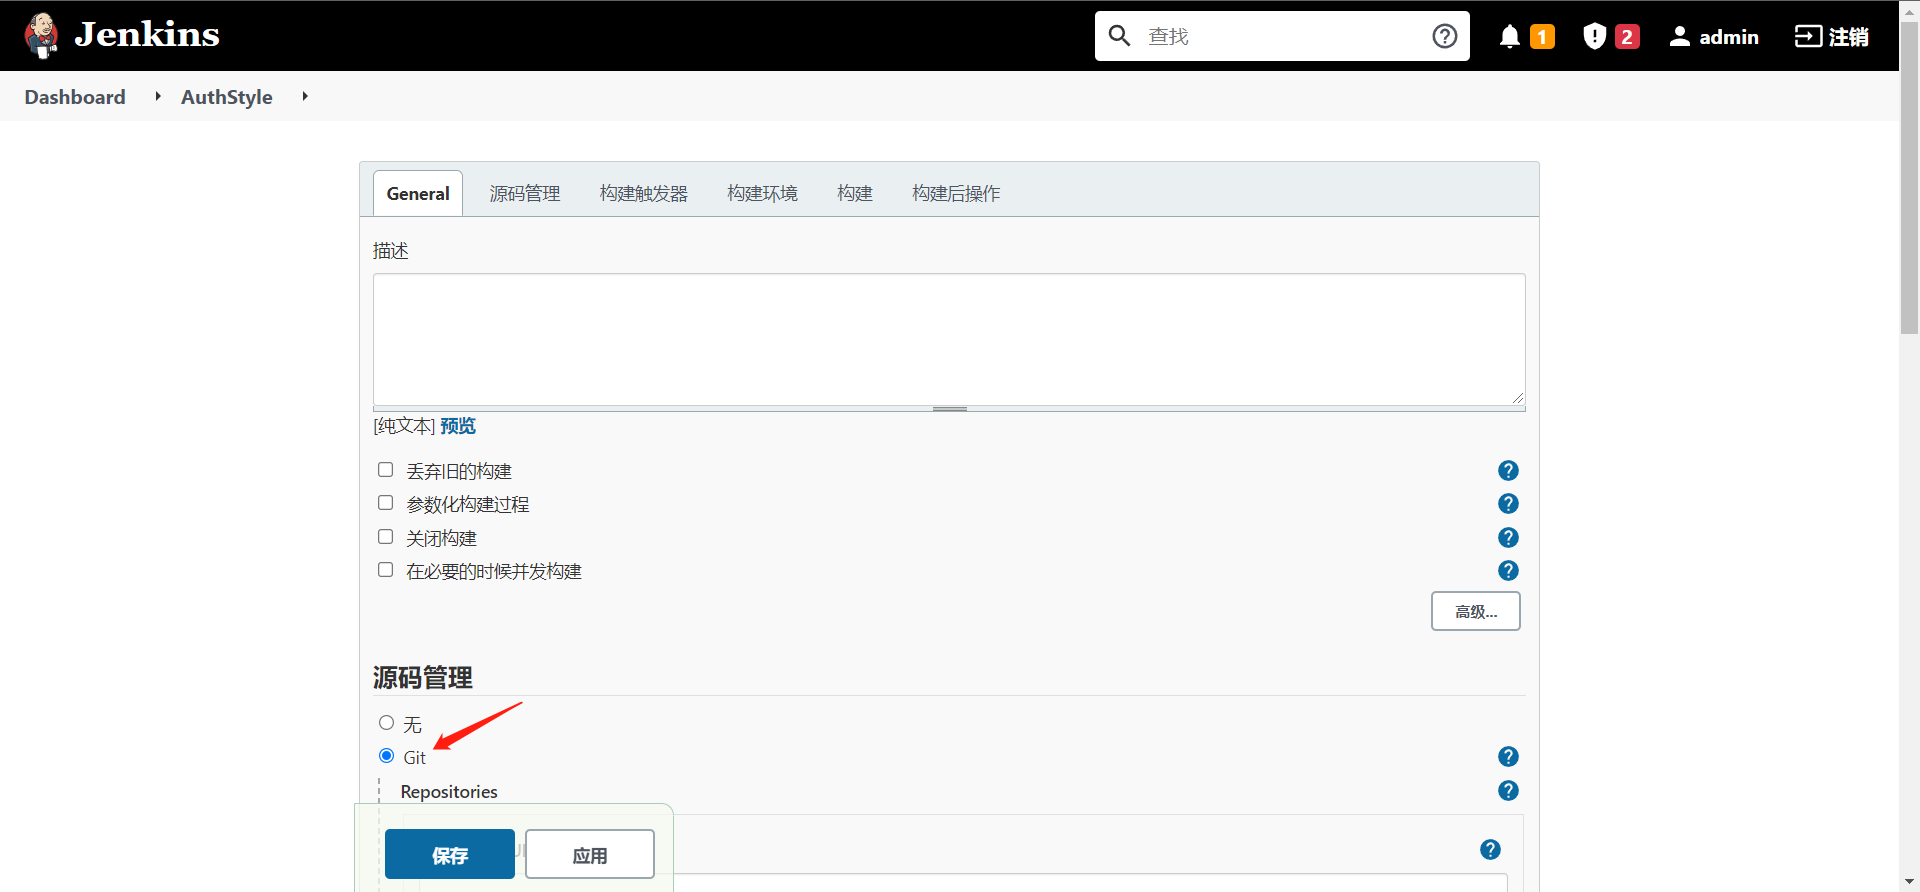 Jenkins
查找
1
2
admin
注销
Dashboard
AuthStyle
General
源码管理
构建触发器
构建环境
构建
构建后操作
描述
[纯文本] 预览
丢弃旧的构建
参数化构建过程
关闭构建
在必要的时候并发构建
高级...
源码管理
无
Git
Repositories
保存
应用